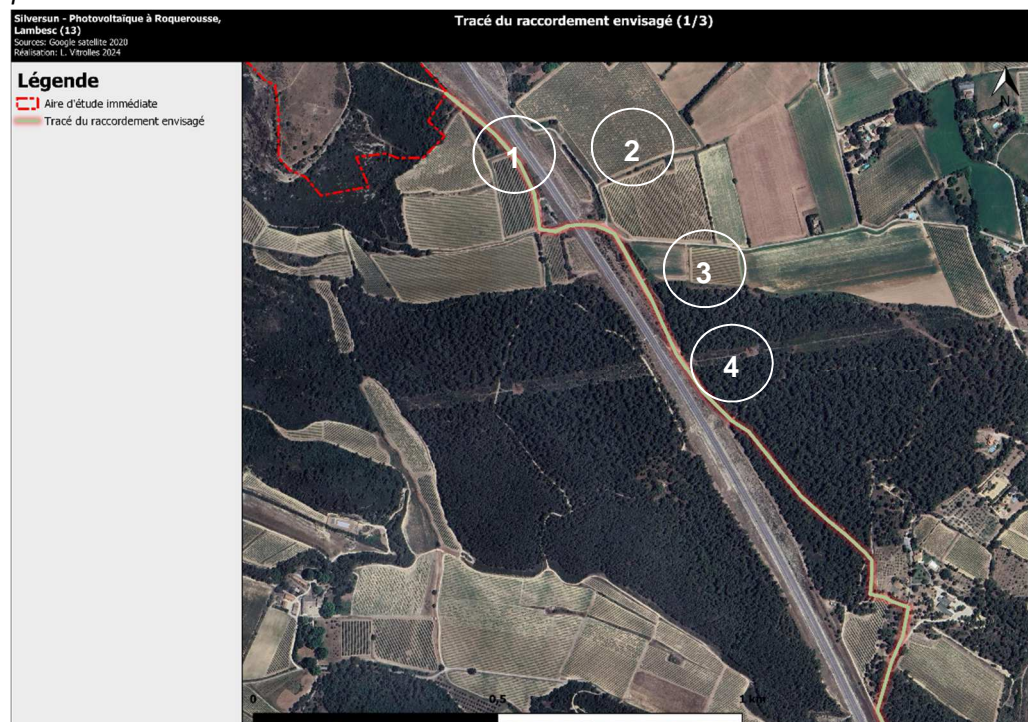 Silversun - Photovoltaïque à Roquerousse,
Lambesc (13)
Sources: Google satellite 2020
Réalisation: L. Vitrolles 2024
Tracé du raccordement envisagé (1/3)
Légende
Aire d'étude immédiate
Tracé du raccordement envisagé
N
1
2
3
4
0
0,5
1 km